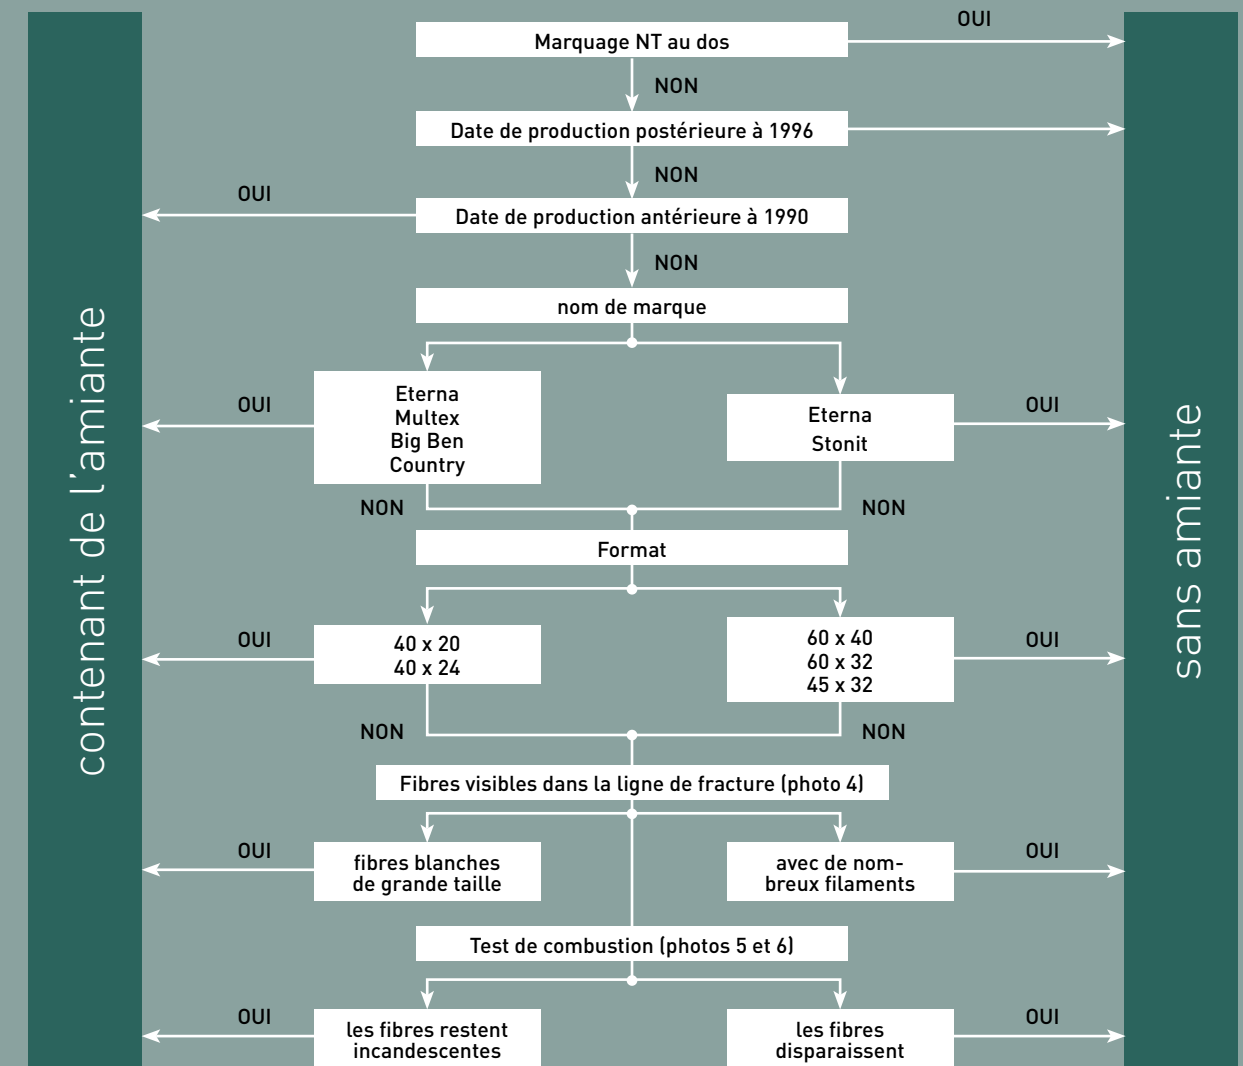 OUI
Marquage NT au dos
NON
Date de production postérieure à 1996
NON
OUI
Date de production antérieure à 1990
NON
nom de marque
OUI
Eterna
Multex
Big Ben
Country
Eterna
Stonit
OUI
NON
NON
Format
OUI
40 x 20
40 x 24
60 x 40
60 x 32
45 x 32
OUI
NON
NON
Fibres visibles dans la ligne de fracture (photo 4)
OUI
fibres blanches
de grande taille
avec de nom-
breux filaments
OUI
Test de combustion (photos 5 et 6)
OUI
les fibres restent
incandescentes
les fibres
disparaissent
OUI
contenant de l'amiante
sans amiante